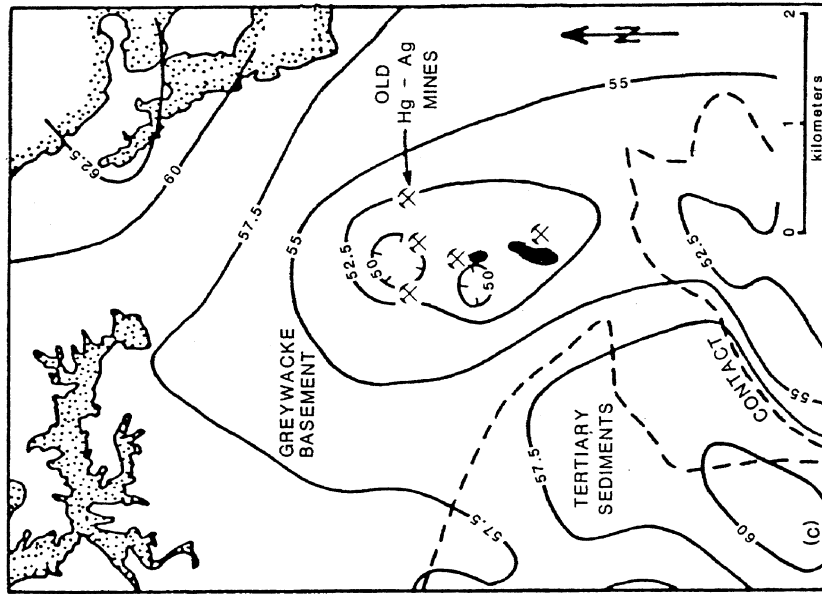 62.5
60
57.5
55
OLD
Hg – Ag
MINES
55
52.5
50
50
GREYWACKE
BASEMENT
N
2
1
0
kilometers
52.5
57.5
TERTIARY
SEDIMENTS
CONTACT
55
57.5
60
(c)